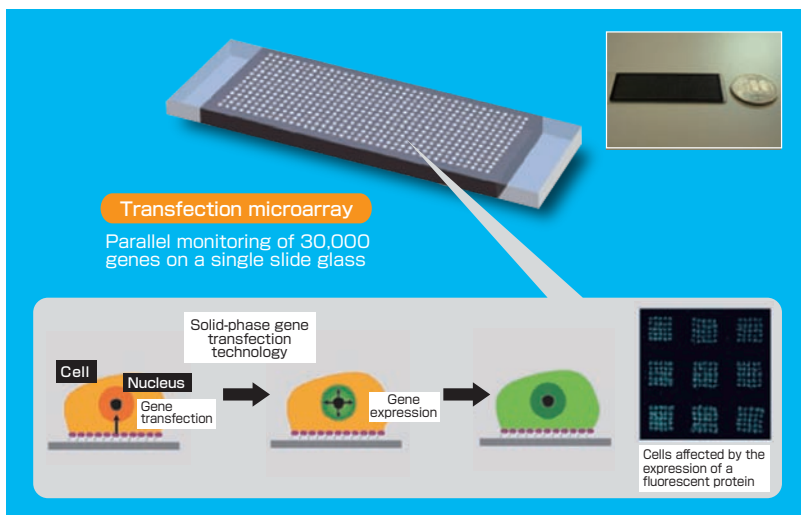 Transfection microarray
Parallel monitoring of 30,000
genes on a single slide glass
Solid-phase gene
transfection
technology
Cell
Nucleus
Gene
transfection
Gene
expression
Cells affected by the
expression of a
fluorescent protein